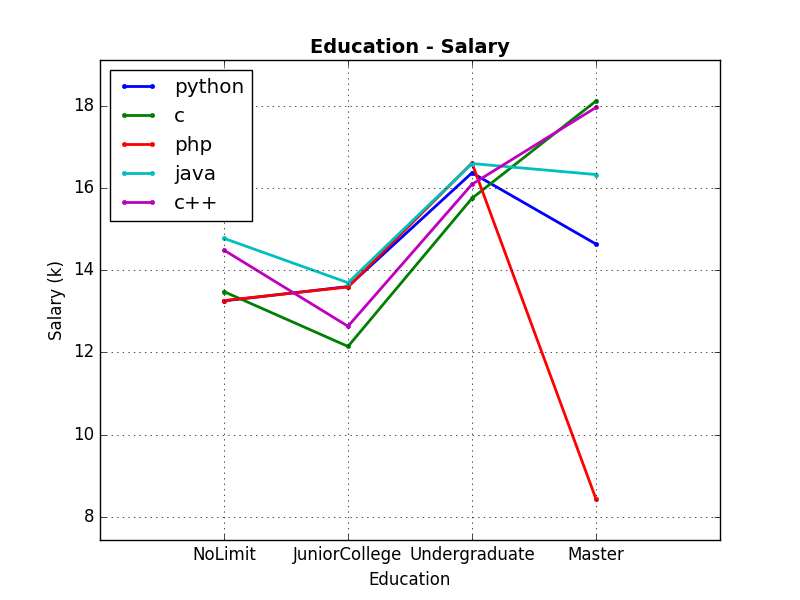 Education - Salary
python
c
php
java
c++
18
16
14
12
10
8
Salary (k)
NoLimit JuniorCollege Undergraduate Master
Education